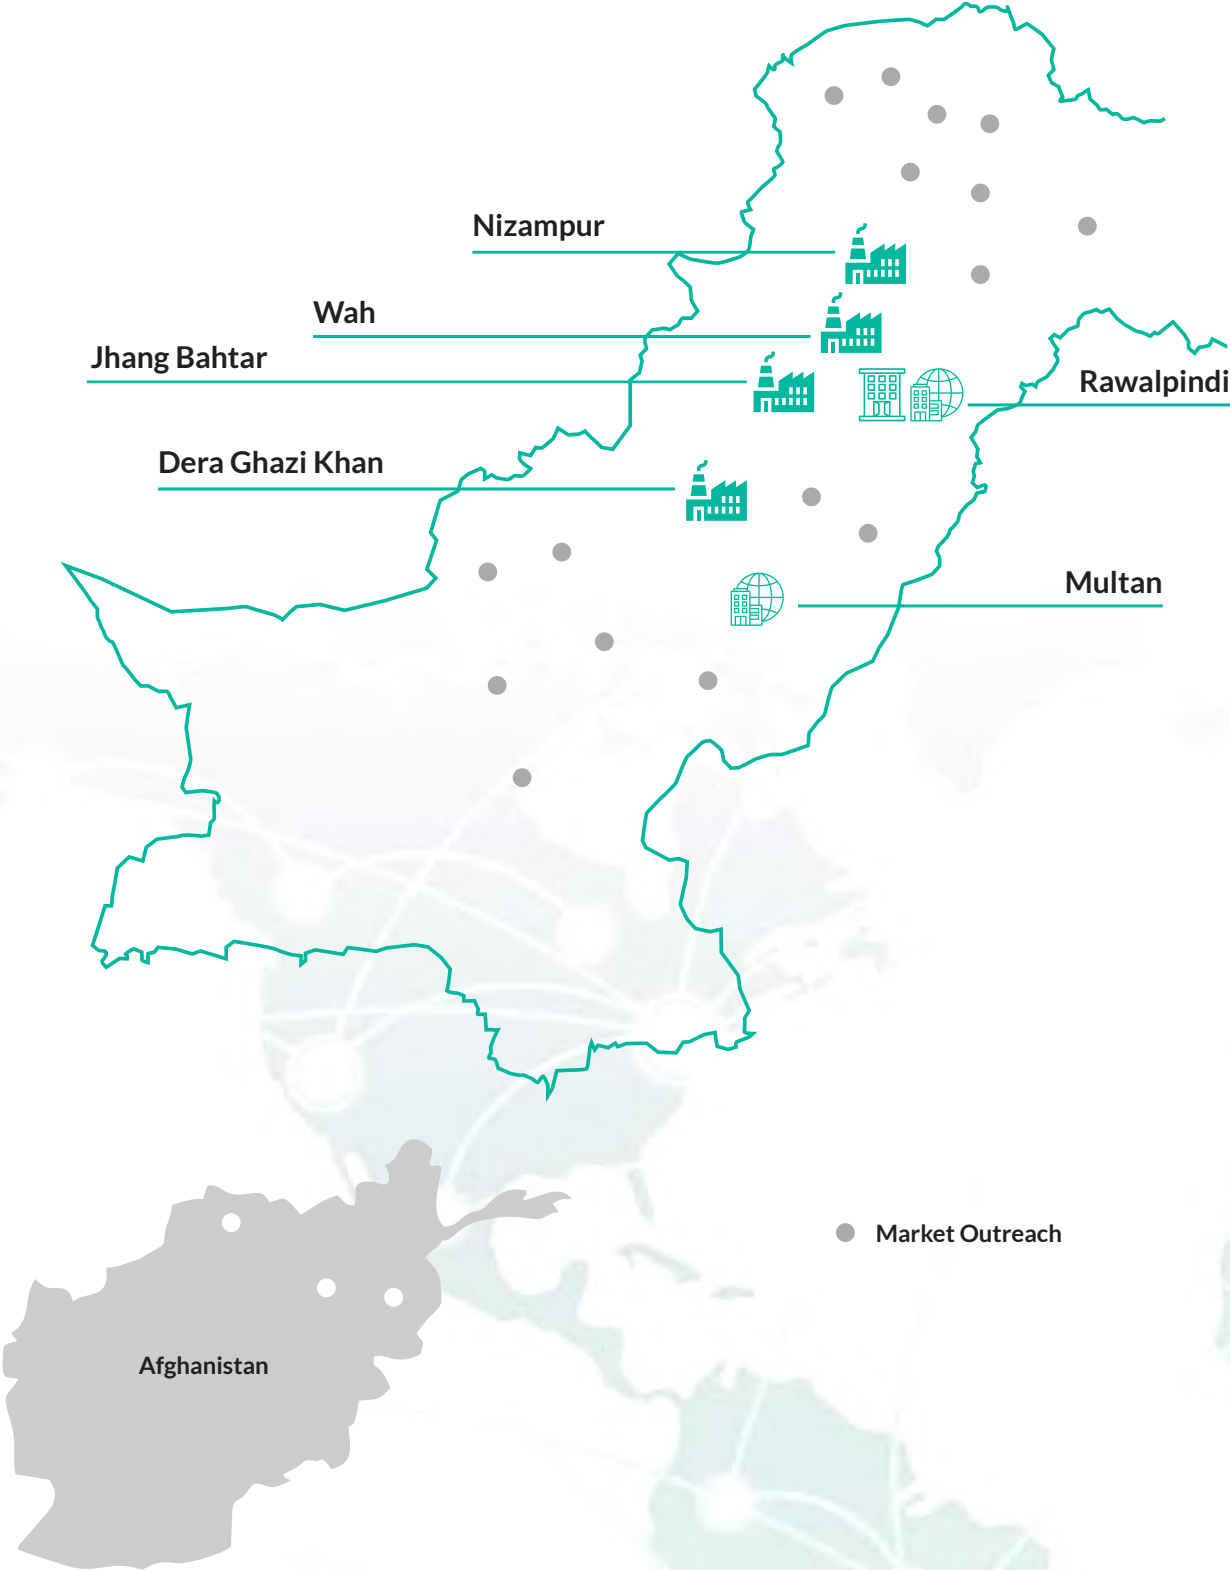 Nizampur
Wah
Jhang Bahtar
Rawalpindi
Dera Ghazi Khan
Multan
Market Outreach
Afghanistan